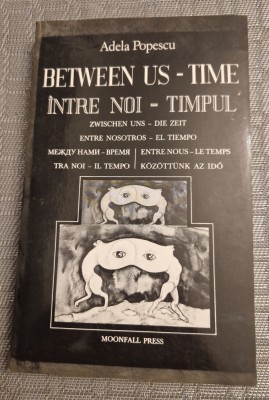 Adela Popescu
BETWEEN US - TIME
ÎNTRE NOI - TIMPUL
ZWISCHEN UNS – DIE ZEIT
ENTRE NOSOTROS – EL TIEMPO
МЕЖДУ НАМИ – ВРЕМЯ | ENTRE NOUS – LE TEMPS
TRA NOI – IL TEMPO | KÖZÖTTÜNK AZ IDŐ
MOONFALL PRESS